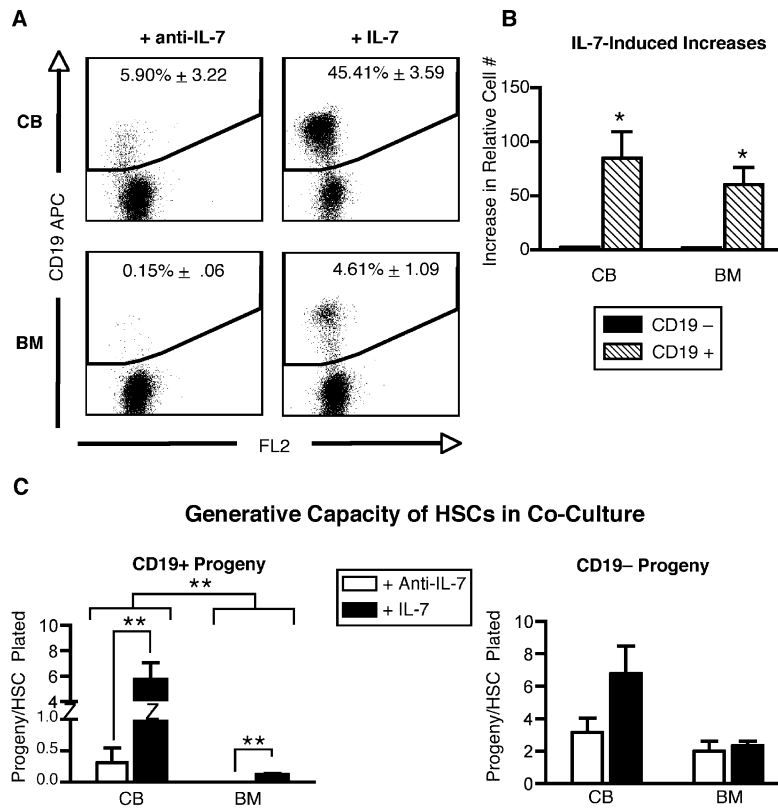 A
+ anti-IL-7
+ IL-7
CB
5.90% ± 3.22
45.41% ± 3.59
CD19 APC
BM
0.15% ± .06
4.61% ± 1.09
FL2
B
IL-7-Induced Increases
Increase in Relative Cell #
150
100
50
0
*
*
CB
BM
CD19 –
CD19 +
C
Generative Capacity of HSCs in Co-Culture
CD19+ Progeny
**
**
**
Progeny/HSC Plated
10
8
6
4
1.0
0.5
0.0
Z
Z
CB
BM
+ Anti-IL-7
+ IL-7
CD19– Progeny
Progeny/HSC Plated
10
8
6
4
2
0
CB
BM